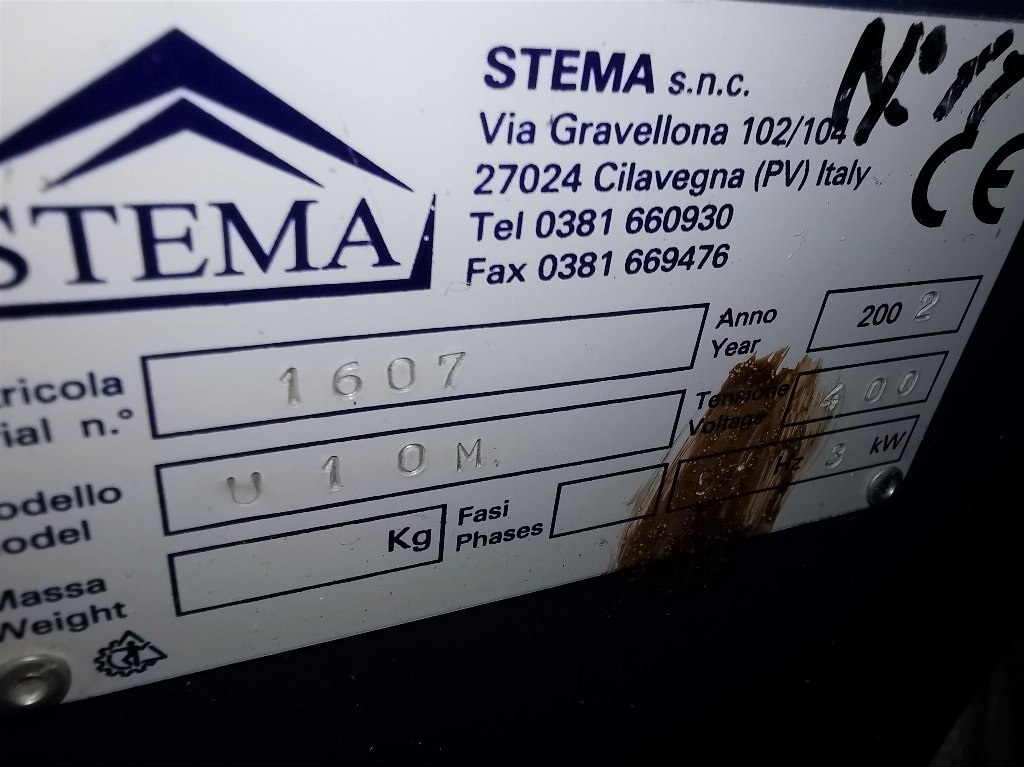 STEMA
STEMA s.n.c.
Via Gravellona 102/104
27024 Cilavegna (PV) Italy
Tel 0381 660930
Fax 0381 669476
CE
ricola
ial n.°
1607
Anno
Year
2002
odello
odel
U 10M
Tensione
Voltage
400
Massa
Weight
Kg
Fasi
Phases
Hz 3 kW